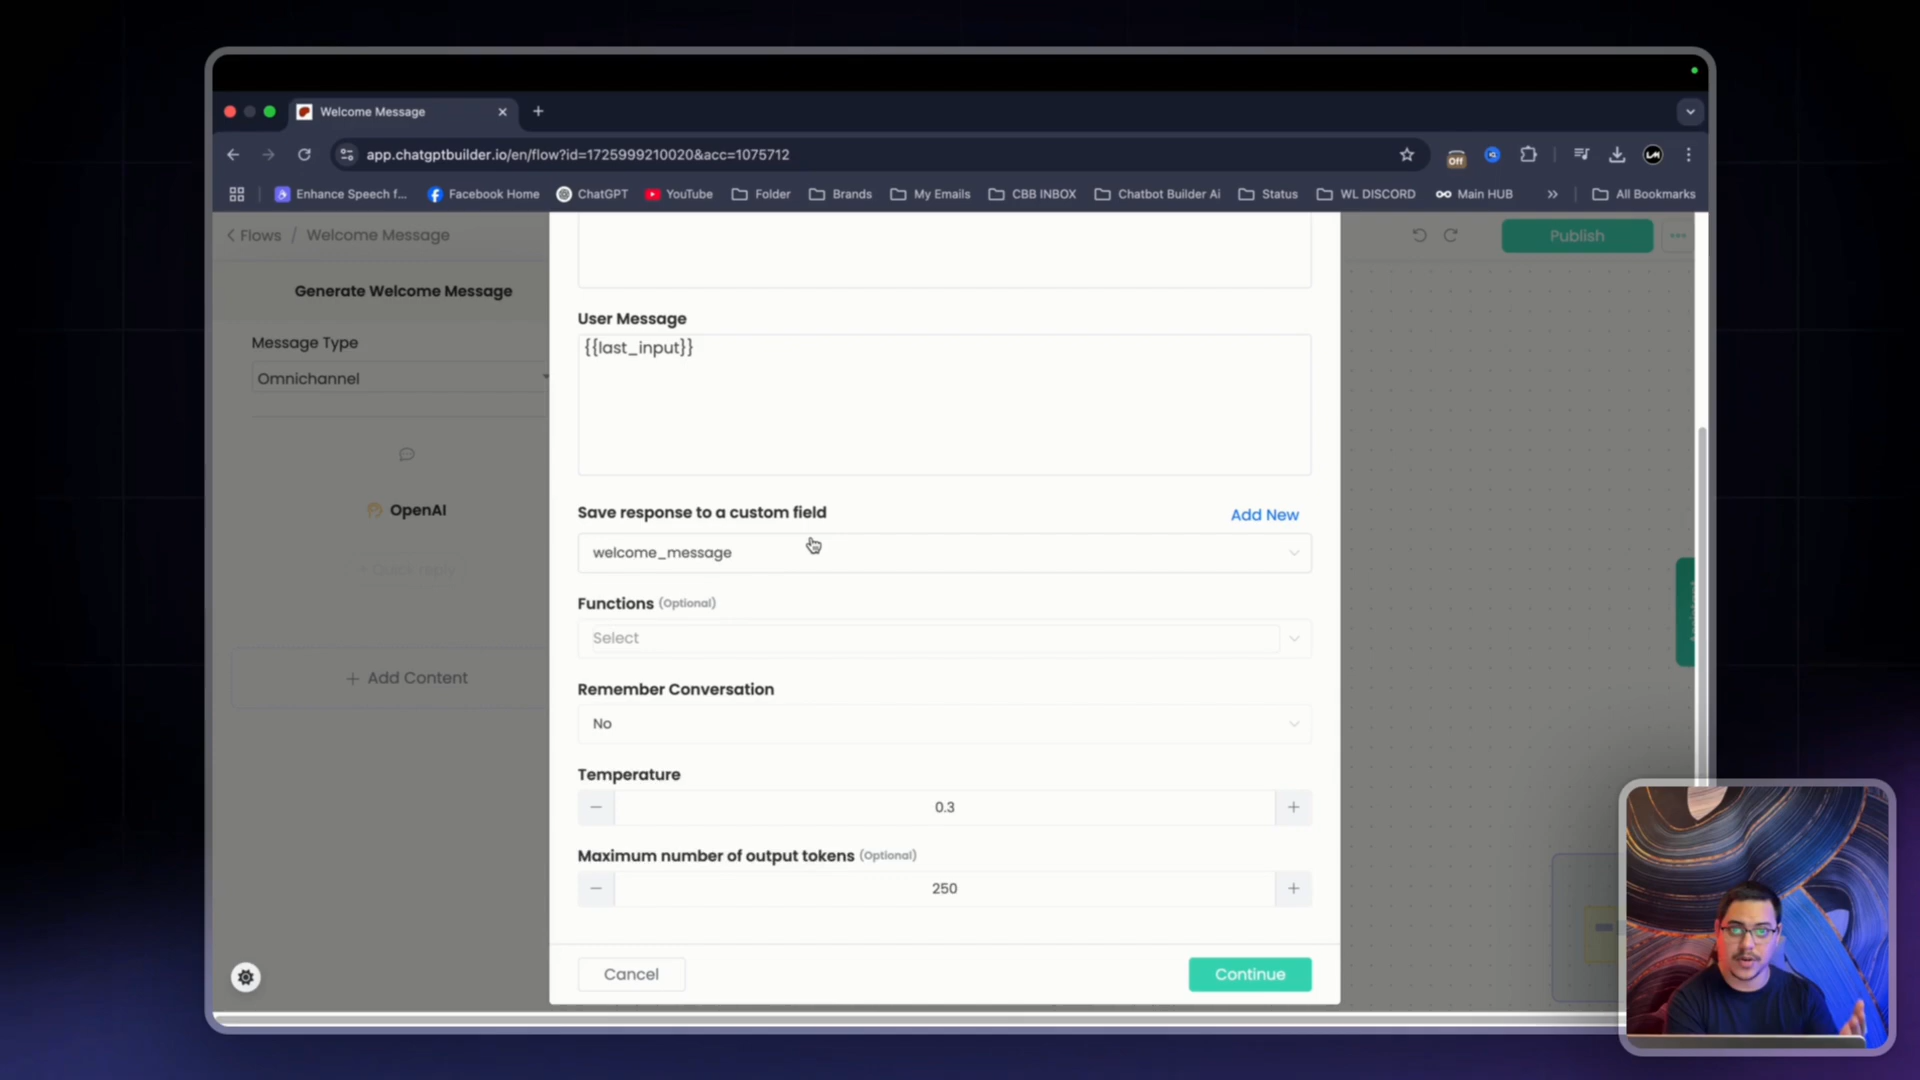 Welcome Message
app.chatgptbuilder.io/en/flow?id=1725999210020&acc=1075712
Off
Enhance Speech f...
Facebook Home
ChatGPT
YouTube
Folder
Brands
My Emails
CBB INBOX
Chatbot Builder Ai
Status
WL DISCORD
Main HUB
»
All Bookmarks
Flows / Welcome Message
Publish
Generate Welcome Message
Message Type
Omnichannel
OpenAI
+ Quick reply
+ Add Content
User Message
{{last_input}}
Save response to a custom field
Add New
welcome_message
Functions (Optional)
Select
Remember Conversation
No
Temperature
− 0.3 +
Maximum number of output tokens (Optional)
− 250 +
Cancel
Continue